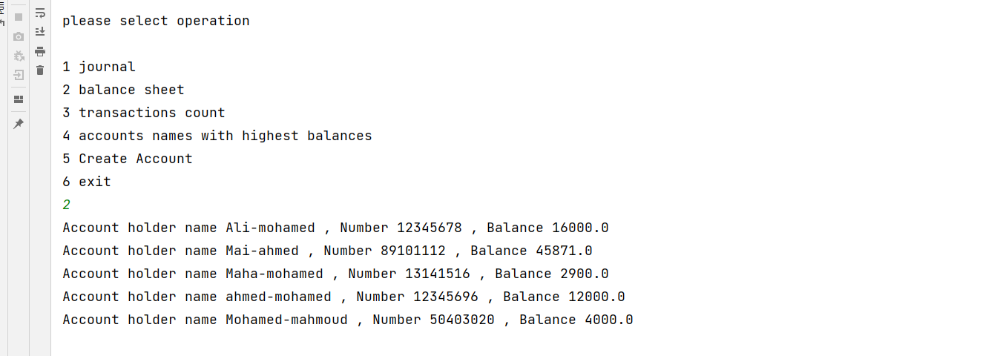 please select operation
1 journal
2 balance sheet
3 transactions count
4 accounts names with highest balances
5 Create Account
6 exit
2
Account holder name Ali-mohamed , Number 12345678 , Balance 16000.0
Account holder name Mai-ahmed , Number 89101112 , Balance 45871.0
Account holder name Maha-mohamed , Number 13141516 , Balance 2900.0
Account holder name ahmed-mohamed , Number 12345696 , Balance 12000.0
Account holder name Mohamed-mahmoud , Number 50403020 , Balance 4000.0